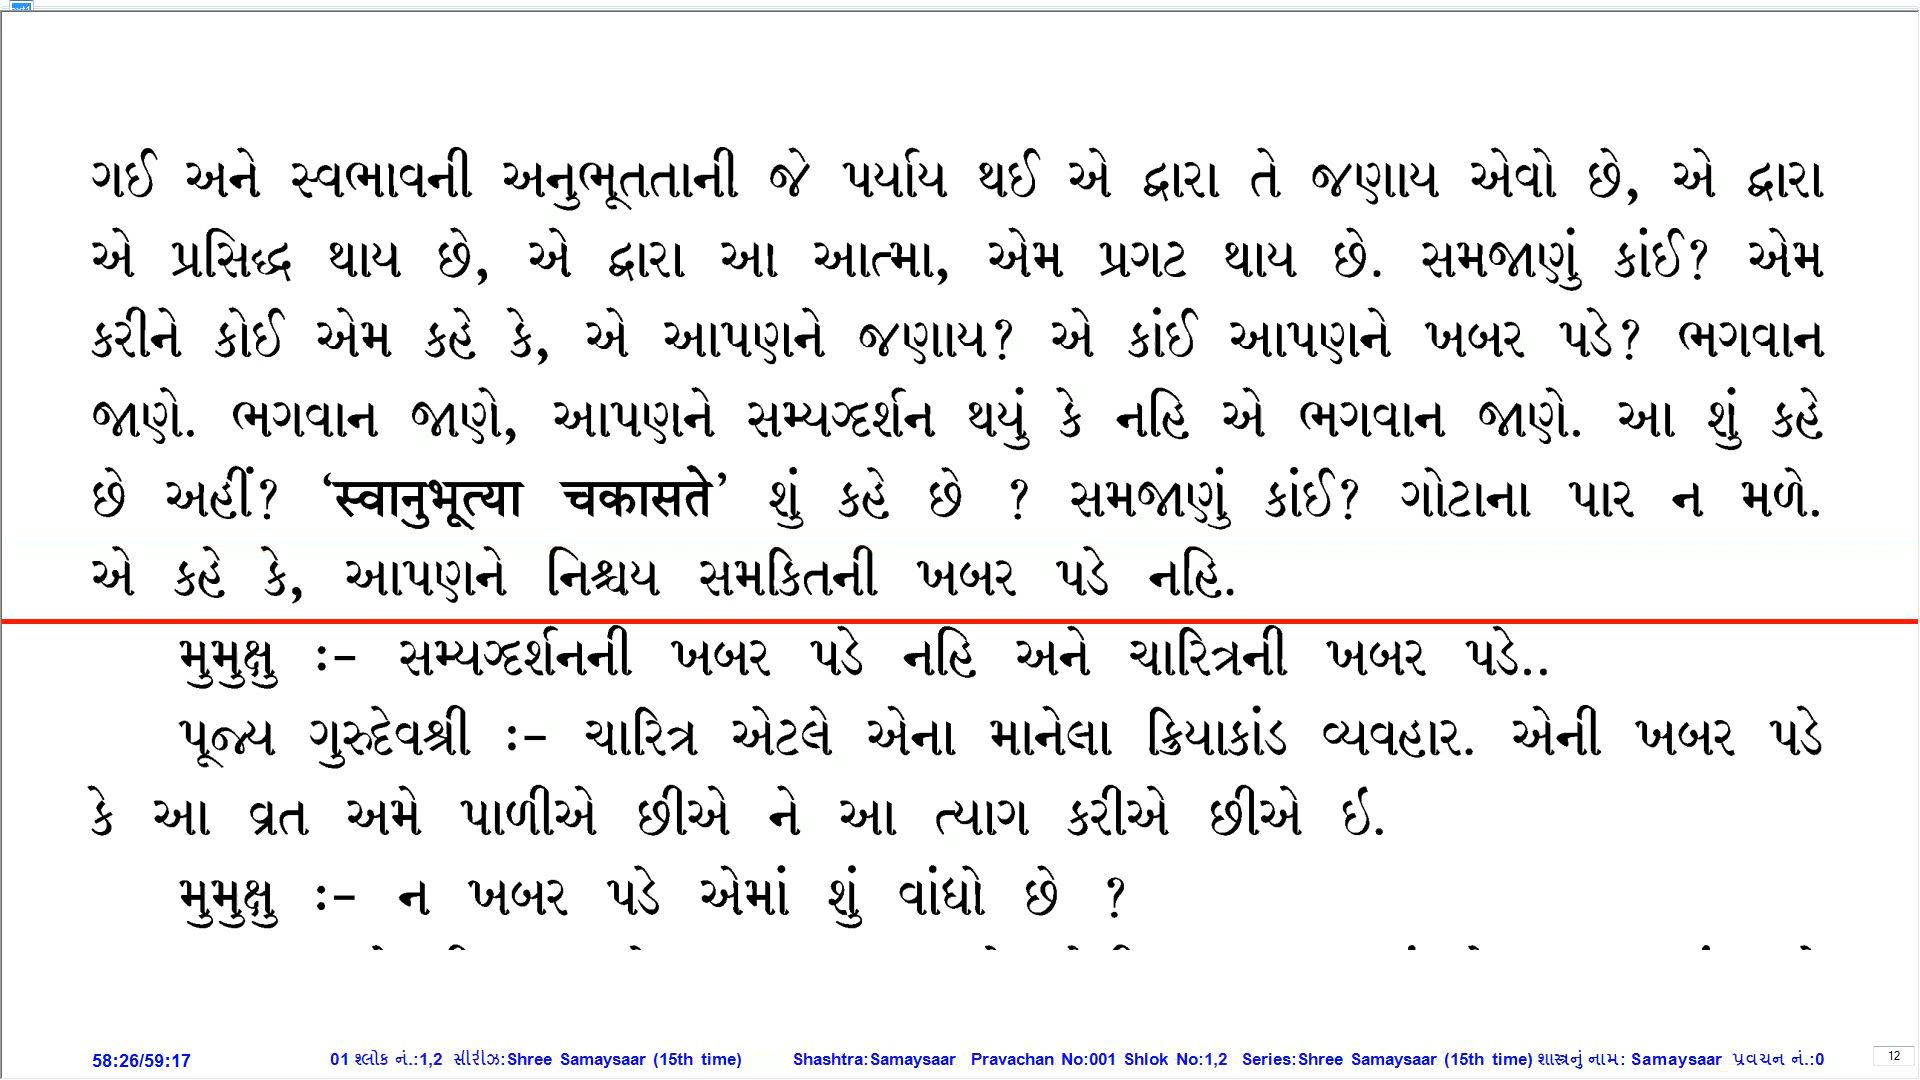 ગઈ અને સ્વભાવની અનુભૂતતાની જે પર્યાય થઈ એ દ્વારા તે જણાય એવો છે, એ દ્વારા
એ પ્રસિદ્ધ થાય છે, એ દ્વારા આ આત્મા, એમ પ્રગટ થાય છે. સમજાણું કાંઈ? એમ
કરીને કોઈ એમ કહે કે, એ આપણને જણાય? એ કાંઈ આપણને ખબર પડે? ભગવાન
જાણે. ભગવાન જાણે, આપણને સમ્યગ્દર્શન થયું કે નહિ એ ભગવાન જાણે. આ શું કહે
છે અહીં? ‘स्वानुभूत्या चकासते’ શું કહે છે ? સમજાણું કાંઈ? ગોટાના પાર ન મળે.
એ કહે કે, આપણને નિશ્ચય સમકિતની ખબર પડે નહિ.
મુમુક્ષુ :- સમ્યગ્દર્શનની ખબર પડે નહિ અને ચારિત્રની ખબર પડે..
પૂજ્ય ગુરુદેવશ્રી :- ચારિત્ર એટલે એના માનેલા ક્રિયાકાંડ વ્યવહાર. એની ખબર પડે
કે આ વ્રત અમે પાળીએ છીએ ને આ ત્યાગ કરીએ છીએ ઈ.
મુમુક્ષુ :- ન ખબર પડે એમાં શું વાંધો છે ?
58:26/59:17 01 શ્લોક નં.:1,2 સીરીઝ:Shree Samaysaar (15th time) Shashtra:Samaysaar Pravachan No:001 Shlok No:1,2 Series:Shree Samaysaar (15th time) શાસ્ત્રનું નામ: Samaysaar પ્રવચન નં.:0 12